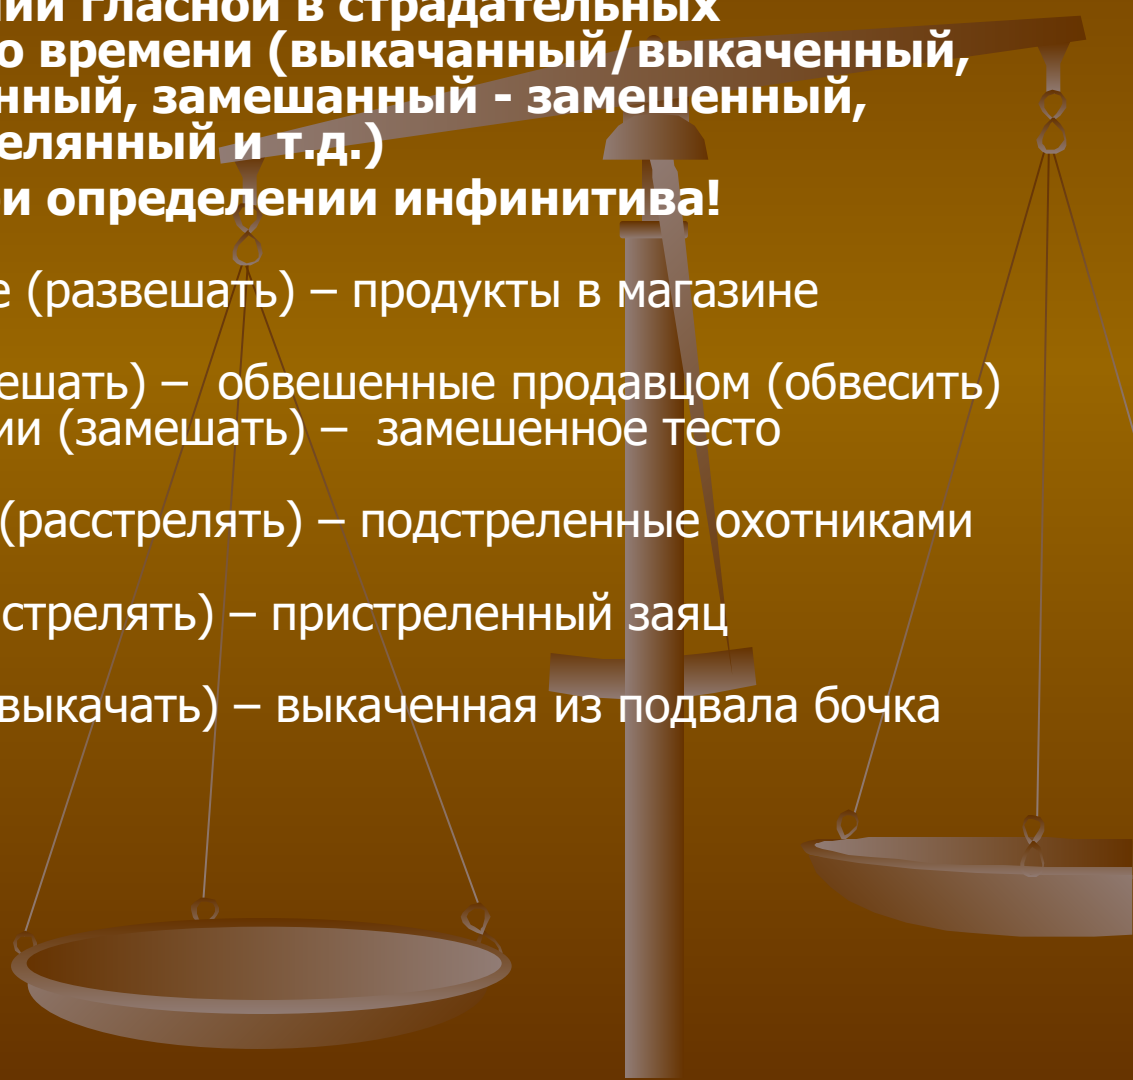 ии гласной в страдательных
о времени (выкачанный/выкаченный,
нный, замешанный - замешенный,
елянный и т.д.)
и определении инфинитива!
е (развешать) – продукты в магазине
ешать) – обвешенные продавцом (обвесить)
ии (замешать) – замешенное тесто
(расстрелять) – подстреленные охотниками
стрелять) – пристреленный заяц
выкачать) – выкаченная из подвала бочка